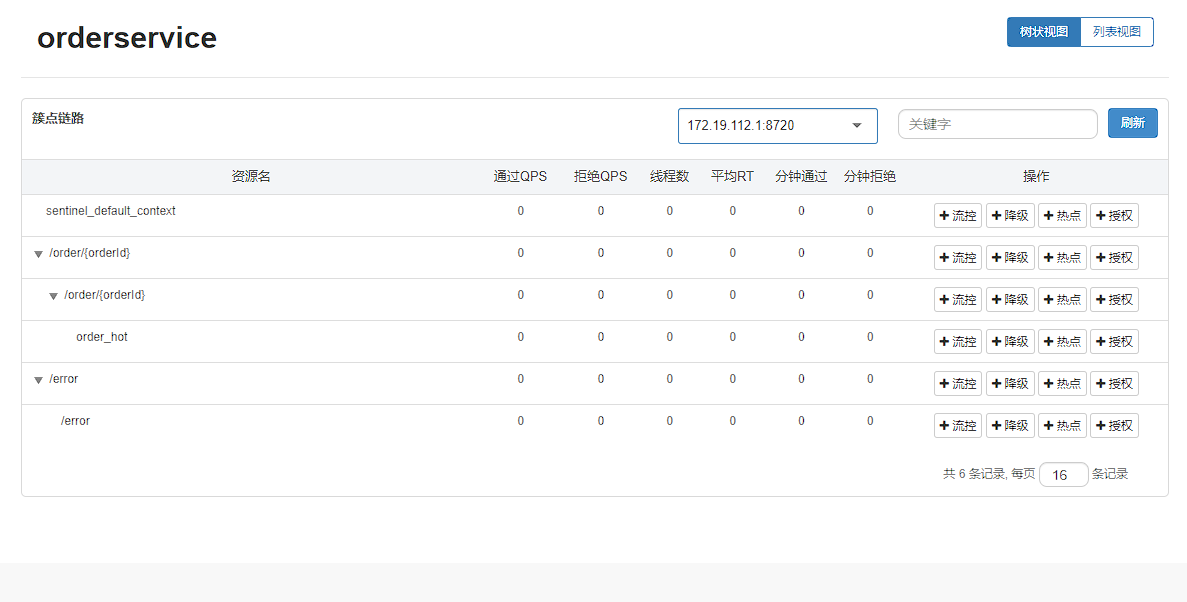 orderservice
树状视图 列表视图
簇点链路 172.19.112.1:8720 关键字 刷新
资源名 通过QPS 拒绝QPS 线程数 平均RT 分钟通过 分钟拒绝 操作
sentinel_default_context 0 0 0 0 0 0 流控 降级 热点 授权
/order/{orderId} 0 0 0 0 0 0 流控 降级 热点 授权
/order/{orderId} 0 0 0 0 0 0 流控 降级 热点 授权
order_hot 0 0 0 0 0 0 流控 降级 热点 授权
/error 0 0 0 0 0 0 流控 降级 热点 授权
/error 0 0 0 0 0 0 流控 降级 热点 授权
共 6 条记录, 每页 16 条记录